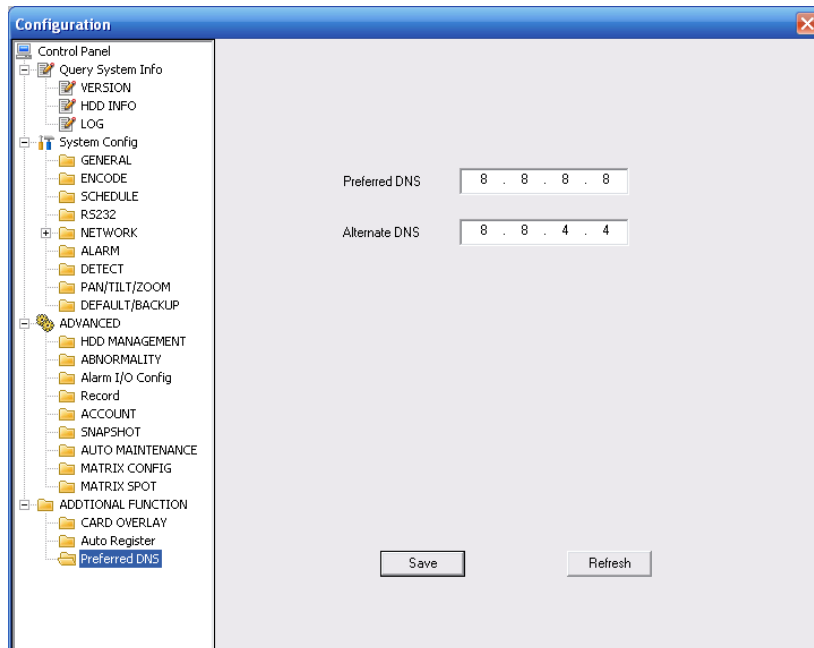 Configuration
Control Panel
Query System Info
VERSION
HDD INFO
LOG
System Config
GENERAL
ENCODE
SCHEDULE
RS232
NETWORK
ALARM
DETECT
PAN/TILT/ZOOM
DEFAULT/BACKUP
ADVANCED
HDD MANAGEMENT
ABNORMALITY
Alarm I/O Config
Record
ACCOUNT
SNAPSHOT
AUTO MAINTENANCE
MATRIX CONFIG
MATRIX SPOT
ADDTIONAL FUNCTION
CARD OVERLAY
Auto Register
Preferred DNS
Preferred DNS 8 . 8 . 8 . 8
Alternate DNS 8 . 8 . 4 . 4
Save Refresh